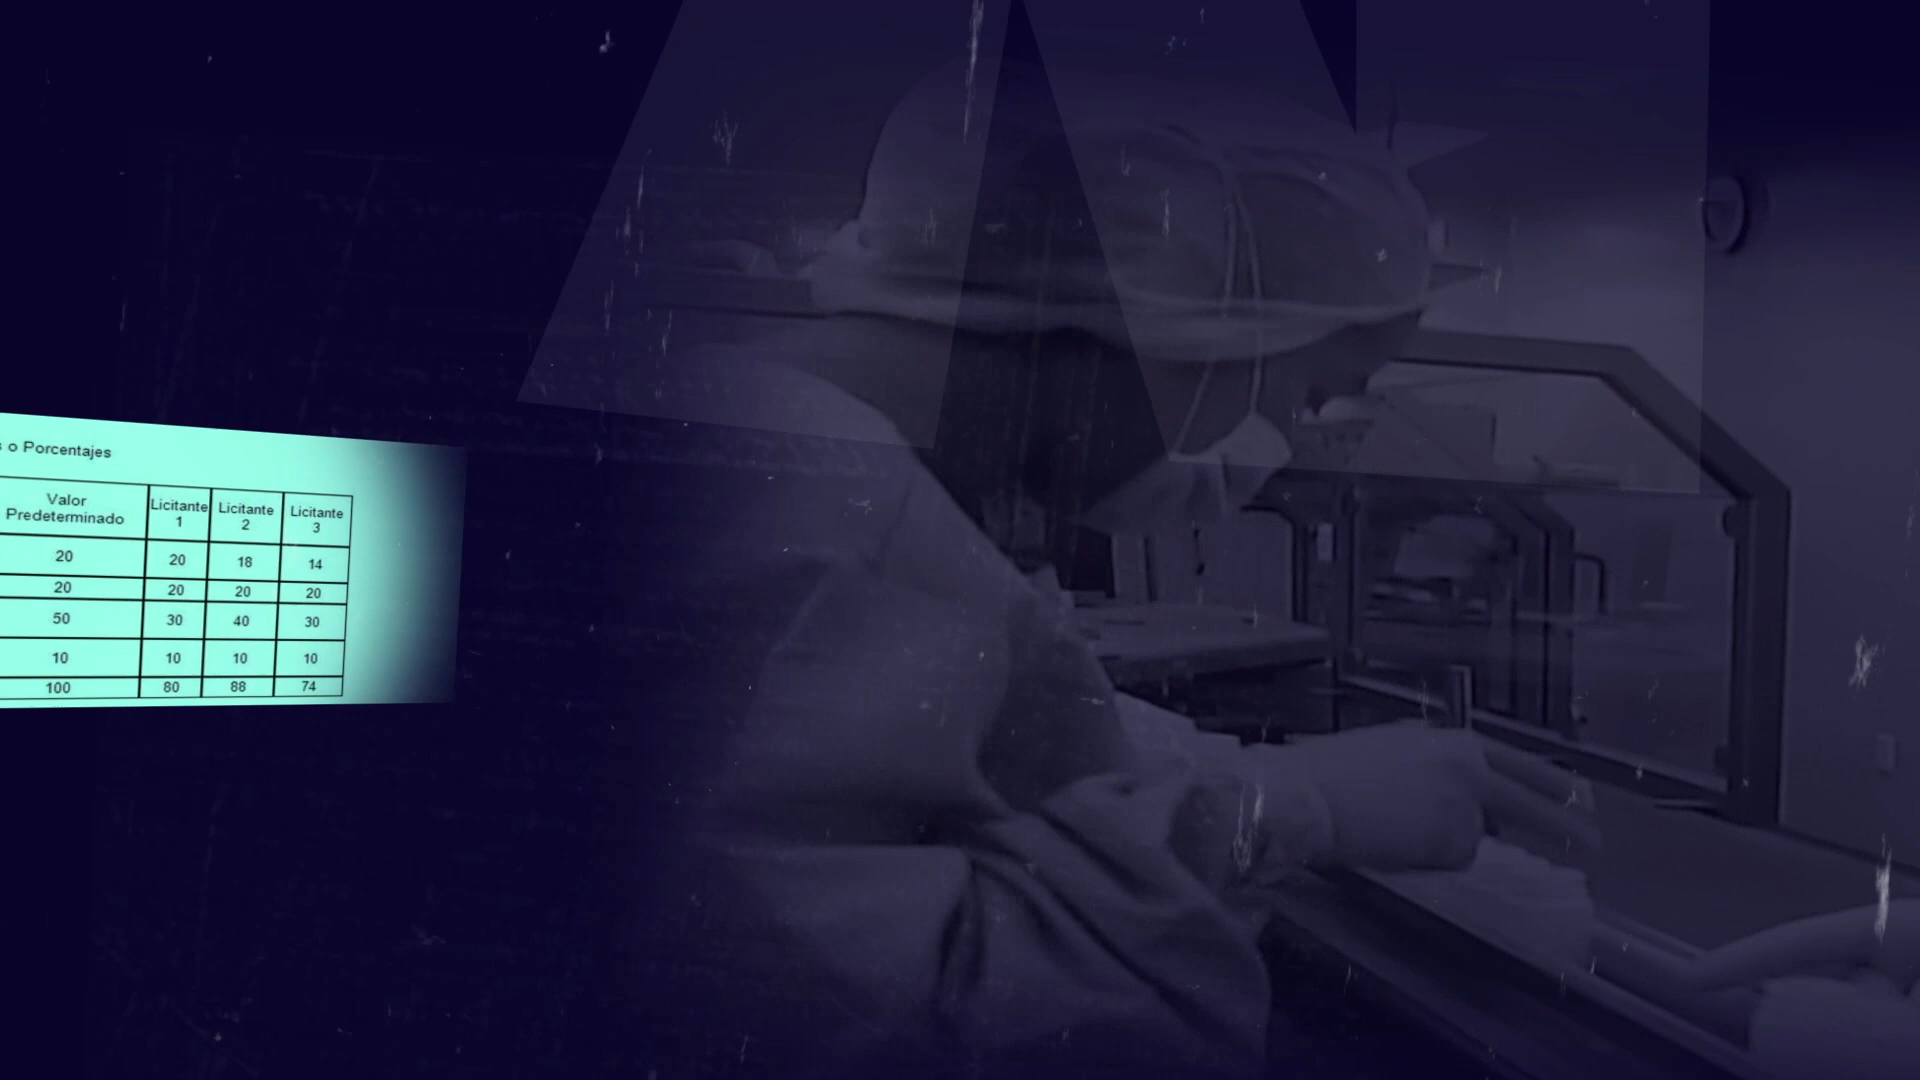 o Porcentajes
Valor Predeterminado Licitante 1 Licitante 2 Licitante 3
20 20 18 14
20 20 20 20
50 30 40 30
10 10 10 10
100 80 88 74